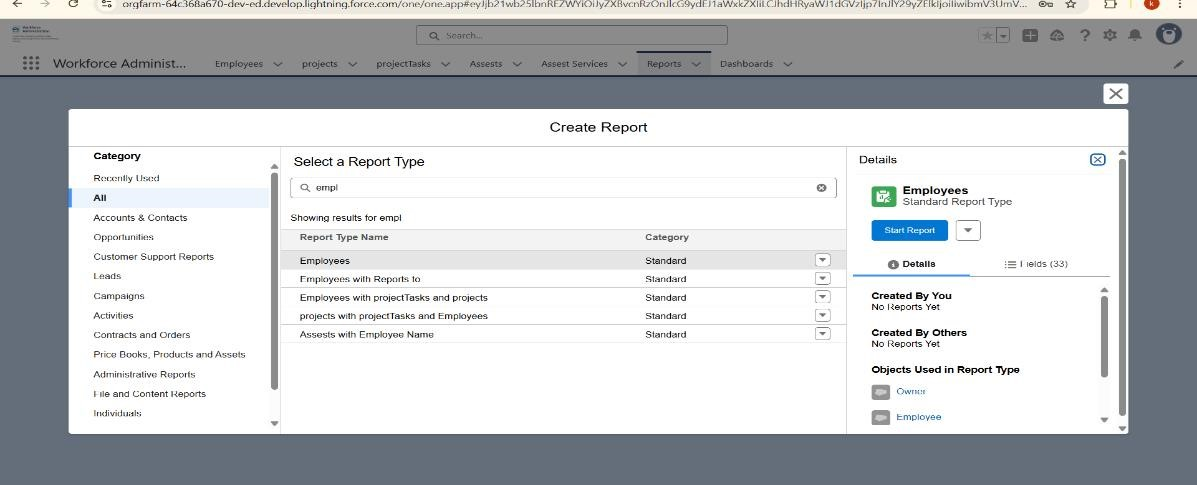 orgfarm-64c368a670-dev-ed.develop.lightning.force.com/one/one.app#eyJjb21wb25lbnREZWYiOiJyZXBvcnRzOnJlcG9ydEJ1aWxkZXIiLCJhdHRyaWJ1dGVzIjp7InJlY29yZElkIjoiIiwibmV3UmV...
k
Workforce
Administration
Search...
Workforce Administ...
Employees
projects
projectTasks
Assests
Assest Services
Reports
Dashboards
Create Report
Category
Recently Used
All
Accounts & Contacts
Opportunities
Customer Support Reports
Leads
Campaigns
Activities
Contracts and Orders
Price Books, Products and Assets
Administrative Reports
File and Content Reports
Individuals
Select a Report Type
empl
Showing results for empl
Report Type Name Category
Employees Standard
Employees with Reports to Standard
Employees with projectTasks and projects Standard
projects with projectTasks and Employees Standard
Assests with Employee Name Standard
Details
Employees
Standard Report Type
Start Report
Details
Fields (33)
Created By You
No Reports Yet
Created By Others
No Reports Yet
Objects Used in Report Type
Owner
Employee